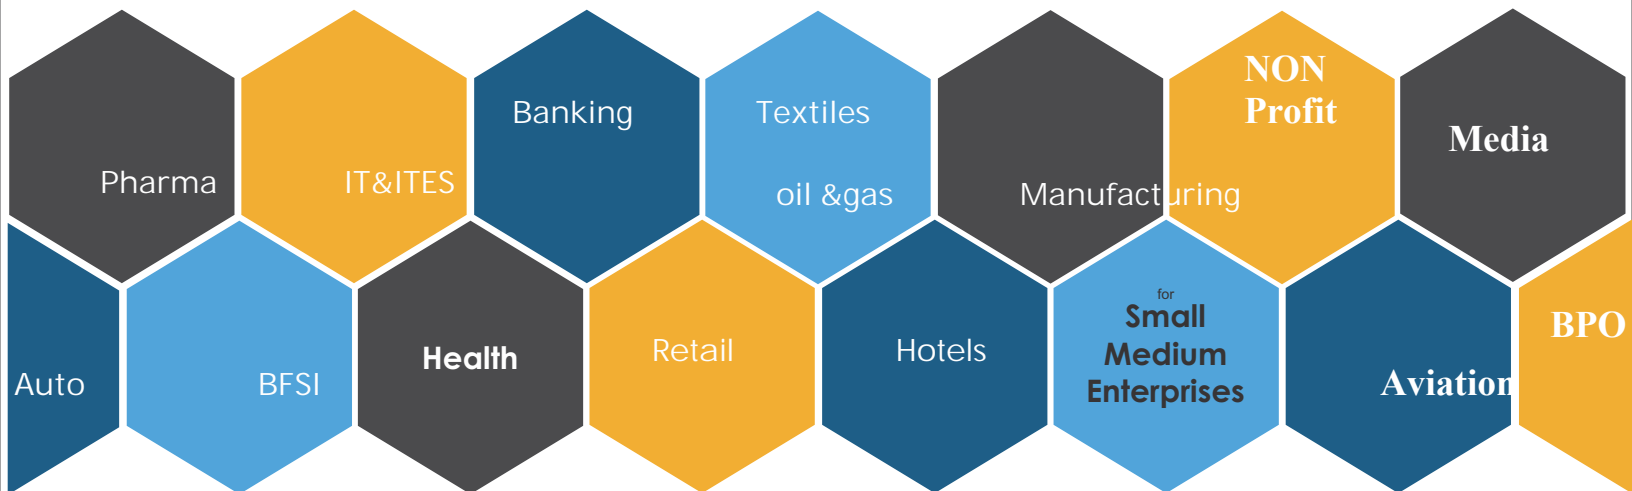 Pharma
IT&ITES
Banking
Textiles
oil &gas
Manufacturing
NON
Profit
Media
Auto
BFSI
Health
Retail
Hotels
for
Small
Medium
Enterprises
Aviation
BPO